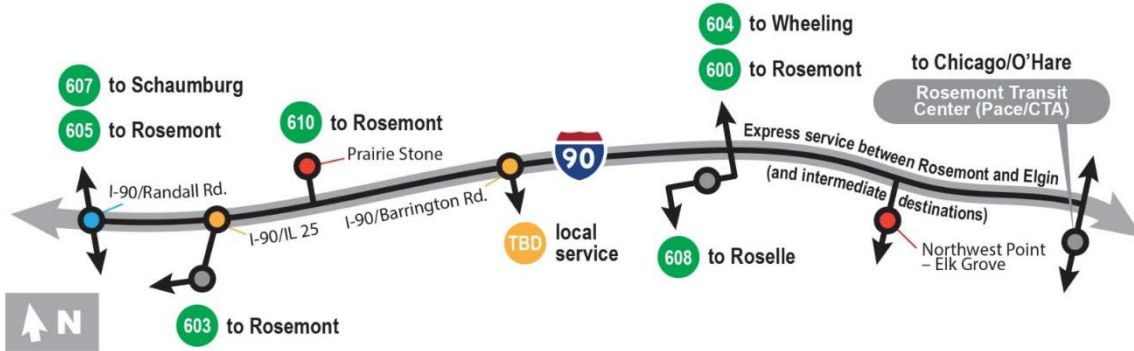 604 to Wheeling
607 to Schaumburg
600 to Rosemont
to Chicago/O'Hare
Rosemont Transit
Center (Pace/CTA)
605 to Rosemont
610 to Rosemont
Prairie Stone
90
Express service between Rosemont and Elgin
(and intermediate destinations)
I-90/Randall Rd.
I-90/IL 25
I-90/Barrington Rd.
TBD local
service
608 to Roselle
Northwest Point
– Elk Grove
603 to Rosemont
N